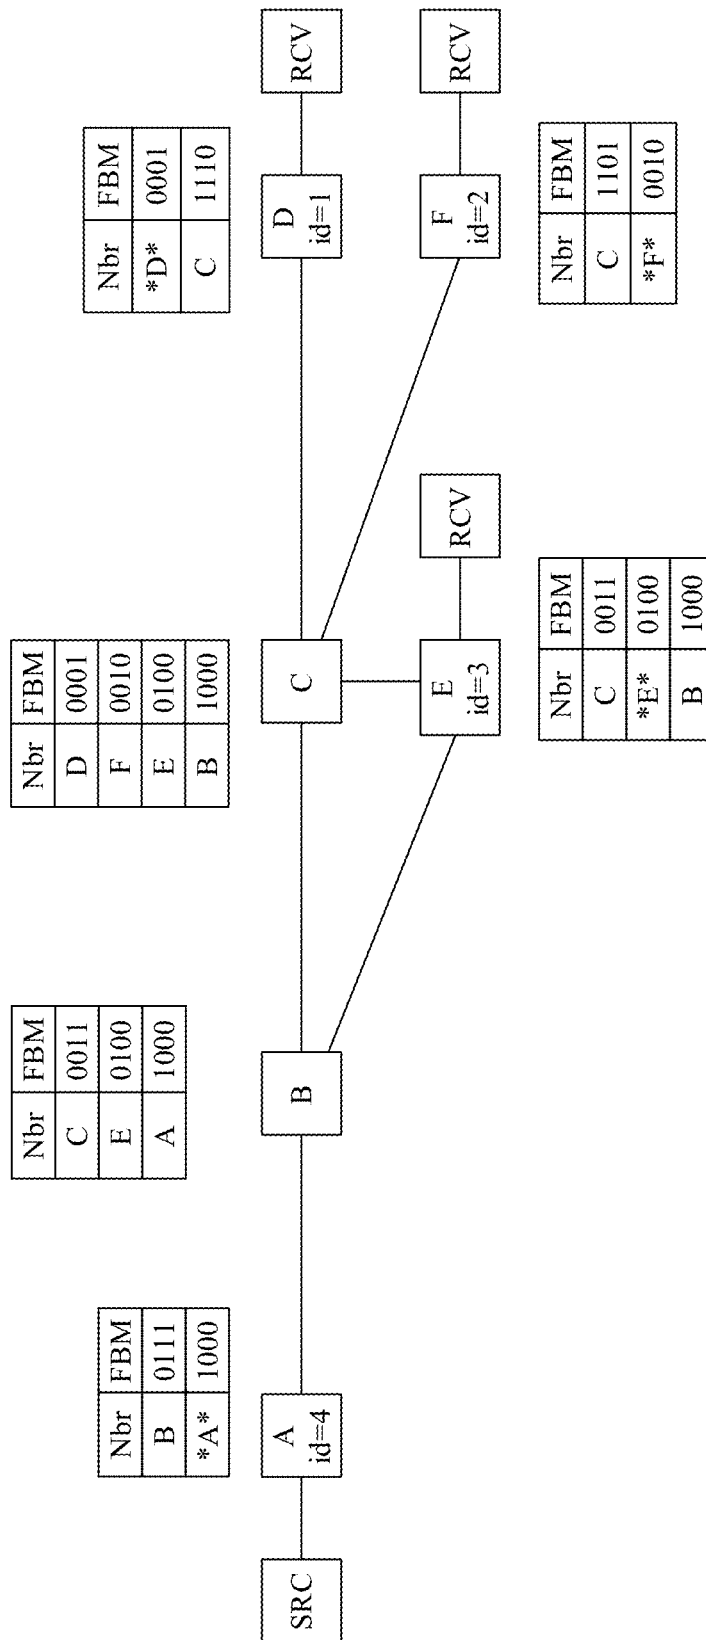 Nbr FBM
B 0111
*A* 1000
Nbr FBM
C 0011
E 0100
A 1000
Nbr FBM
D 0001
F 0010
E 0100
B 1000
Nbr FBM
*D* 0001
C 1110
SRC
A
id=4
B
C
D
id=1
RCV
E
id=3
RCV
F
id=2
RCV
Nbr FBM
C 0011
*E* 0100
B 1000
Nbr FBM
C 1101
*F* 0010